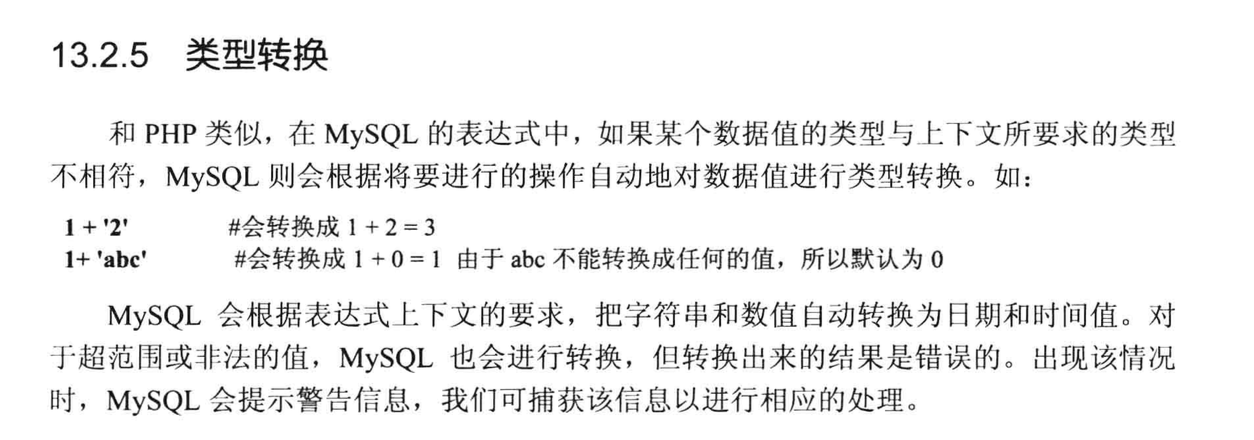 13.2.5 类型转换
和 PHP 类似，在 MySQL 的表达式中，如果某个数据值的类型与上下文所要求的类型
不相符，MySQL 则会根据将要进行的操作自动地对数据值进行类型转换。如：
1 + '2' #会转换成 1 + 2 = 3
1+ 'abc' #会转换成 1 + 0 = 1 由于 abc 不能转换成任何的值，所以默认为 0
MySQL 会根据表达式上下文的要求，把字符串和数值自动转换为日期和时间值。对
于超范围或非法的值，MySQL 也会进行转换，但转换出来的结果是错误的。出现该情况
时，MySQL 会提示警告信息，我们可捕获该信息以进行相应的处理。